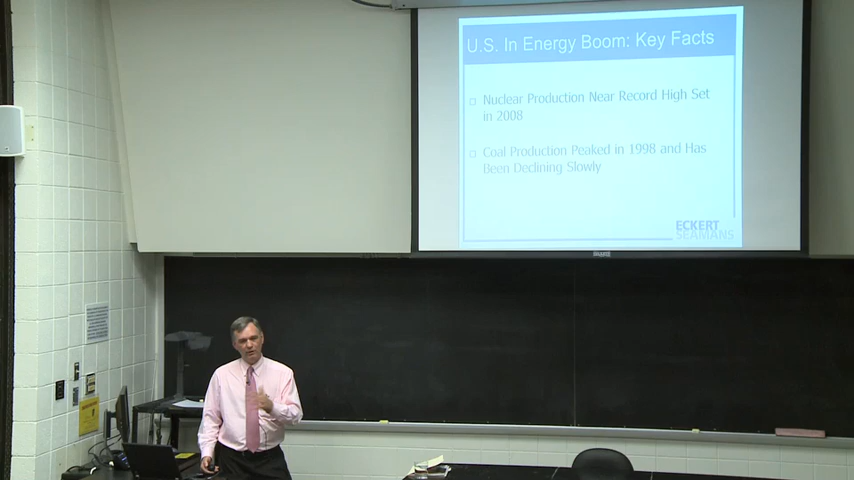 U.S. In Energy Boom: Key Facts
Nuclear Production Near Record High Set
in 2008
Coal Production Peaked in 1998 and Has
Been Declining Slowly
ECKERT
SEAMANS